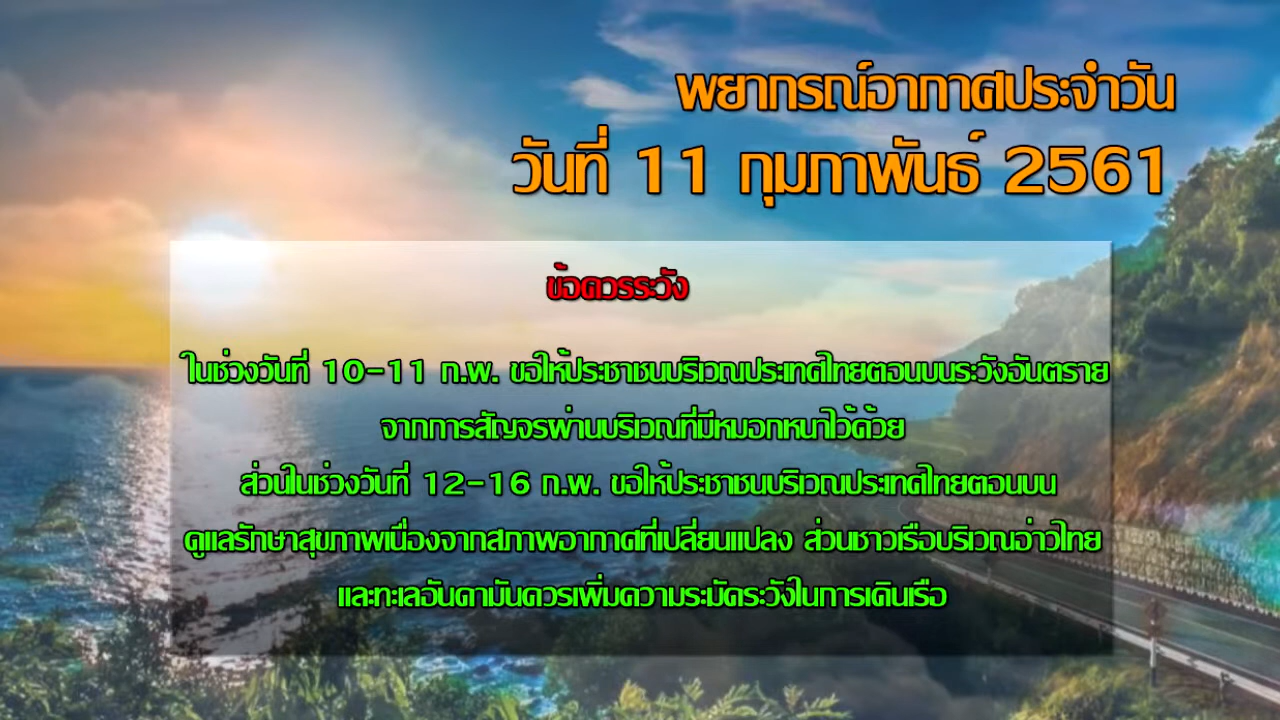 พยากรณ์อากาศประจำวัน
วันที่ 11 กุมภาพันธ์ 2561
ข้อควรระวัง
ในช่วงวันที่ 10-11 ก.พ. ขอให้ประชาชนบริเวณประเทศไทยตอนบนระวังอันตราย
จากการสัญจรผ่านบริเวณที่มีหมอกหนาไว้ด้วย
ส่วนในช่วงวันที่ 12-16 ก.พ. ขอให้ประชาชนบริเวณประเทศไทยตอนบน
ดูแลรักษาสุขภาพเนื่องจากสภาพอากาศที่เปลี่ยนแปลง ส่วนชาวเรือบริเวณอ่าวไทย
และทะเลอันดามันควรเพิ่มความระมัดระวังในการเดินเรือ